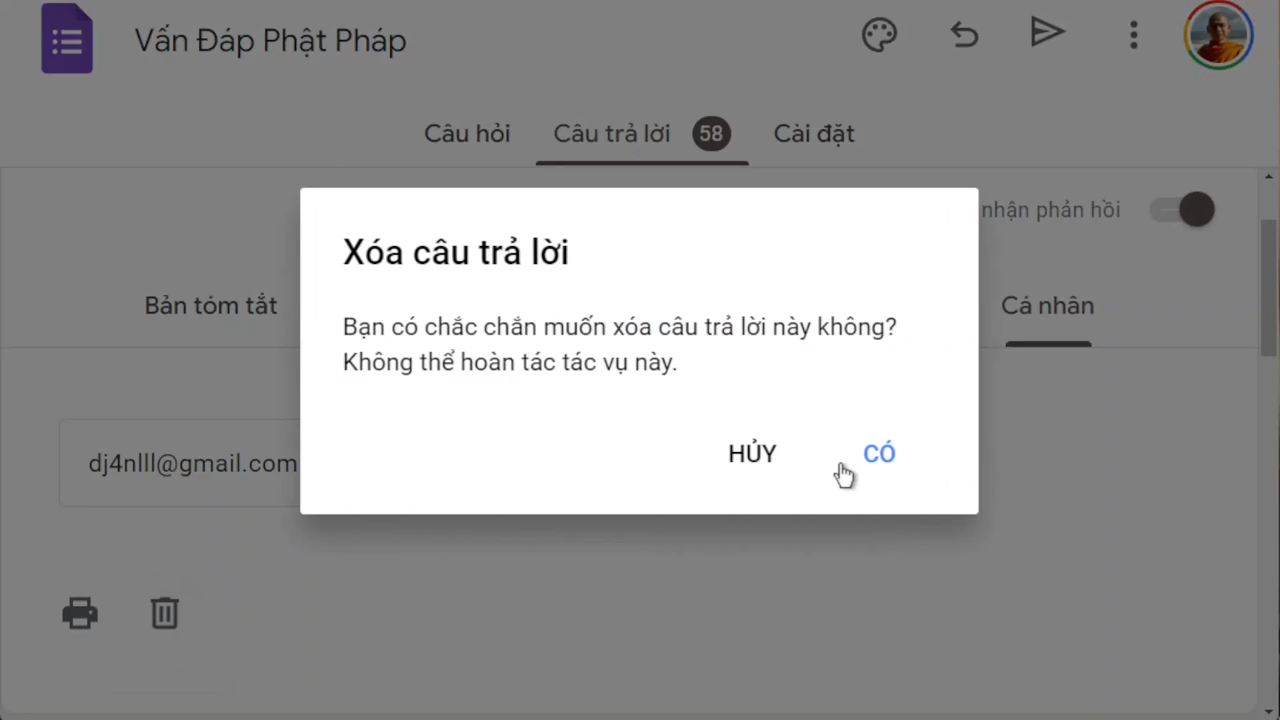 Vấn Đáp Phật Pháp
Câu hỏi
Câu trả lời 58
Cài đặt
nhận phản hồi
Xóa câu trả lời
Bản tóm tắt
Cá nhân
Bạn có chắc chắn muốn xóa câu trả lời này không?
Không thể hoàn tác tác vụ này.
HỦY
CÓ
dj4nlll@gmail.com